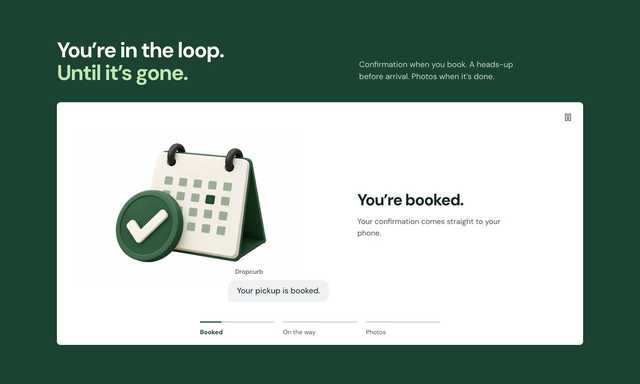 You’re in the loop.
Until it’s gone.
Confirmation when you book. A heads-up
before arrival. Photos when it’s done.
You’re booked.
Your confirmation comes straight to your
phone.
Dropcurb
Your pickup is booked.
Booked
On the way
Photos